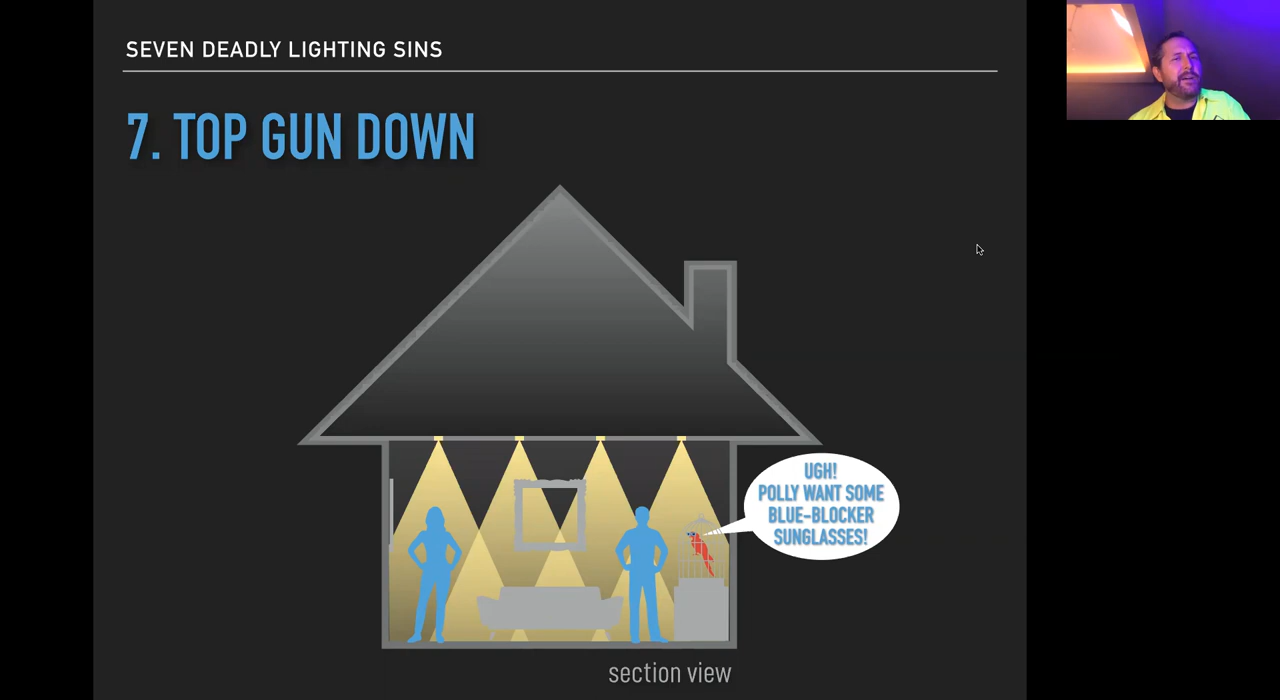 SEVEN DEADLY LIGHTING SINS
7. TOP GUN DOWN
UGH!
POLLY WANT SOME
BLUE-BLOCKER
SUNGLASSES!
section view